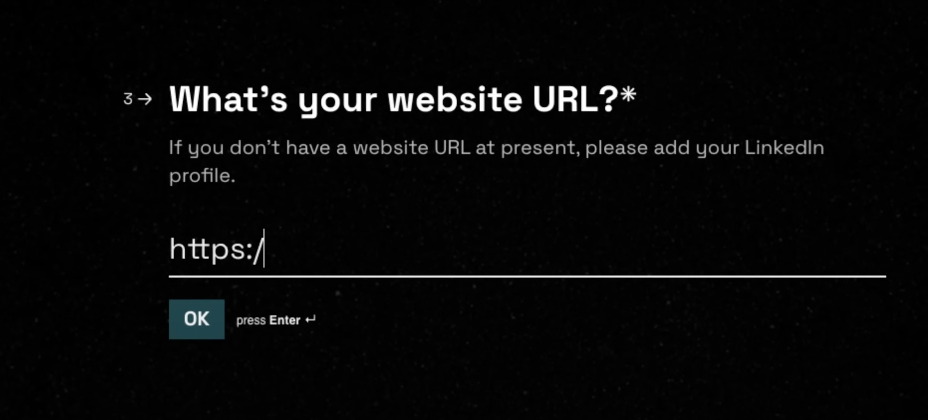 3 → What's your website URL?*
If you don't have a website URL at present, please add your LinkedIn
profile.
https:/
OK press Enter ↵